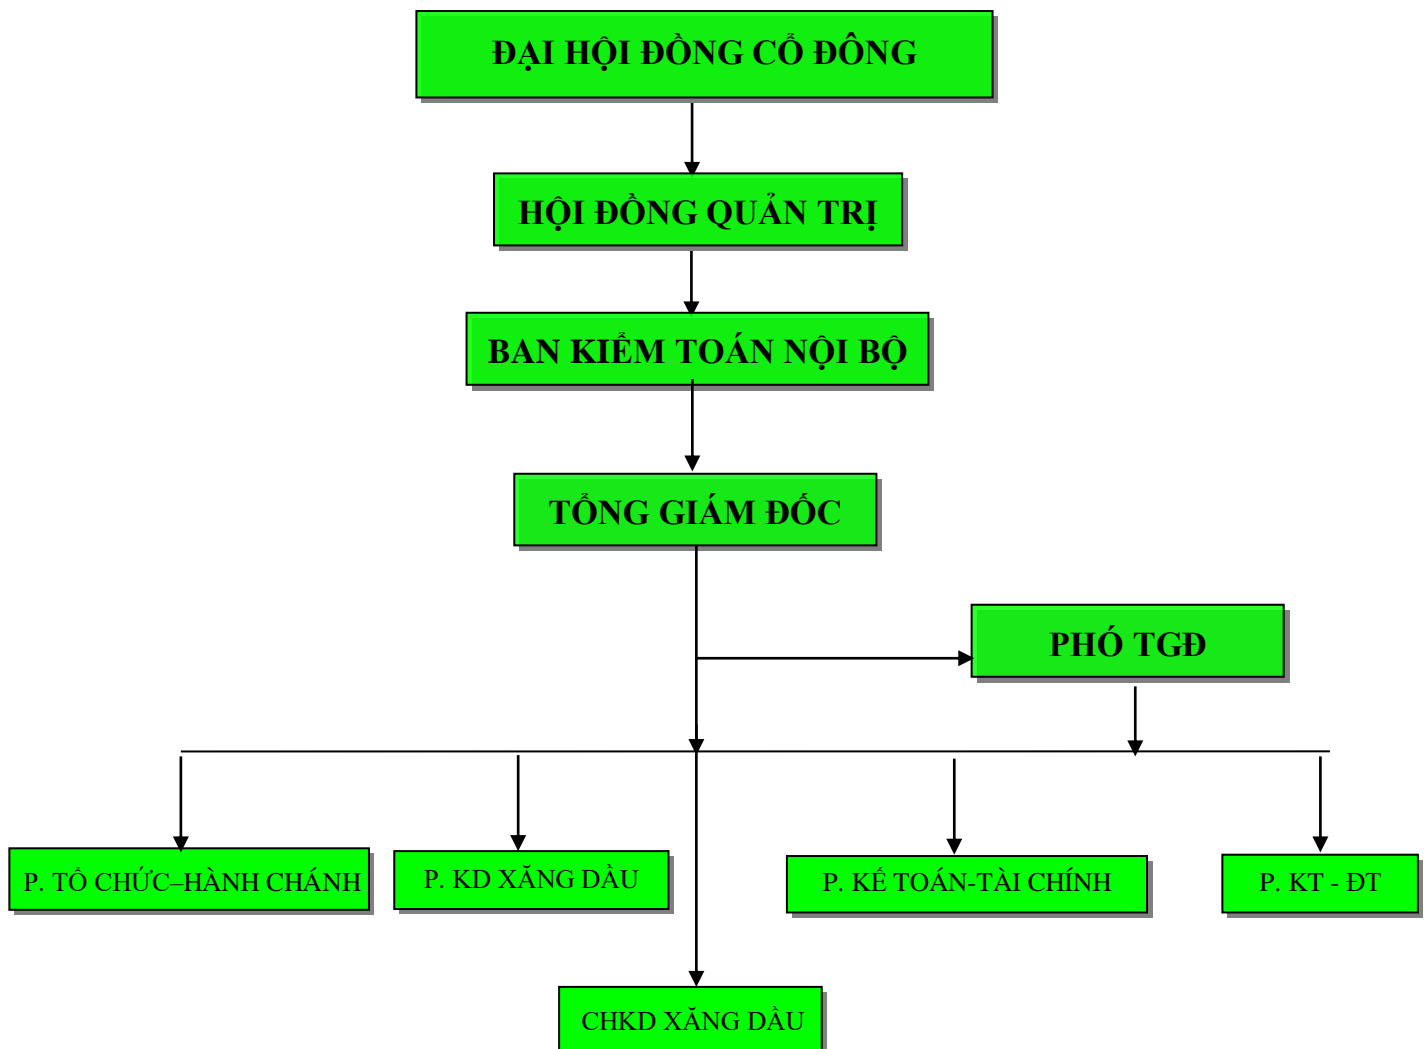 ĐẠI HỘI ĐỒNG CỔ ĐÔNG
HỘI ĐỒNG QUẢN TRỊ
BAN KIỂM TOÁN NỘI BỘ
TỔNG GIÁM ĐỐC
PHÓ TGĐ
P. TỔ CHỨC–HÀNH CHÁNH
P. KD XĂNG DẦU
P. KẾ TOÁN-TÀI CHÍNH
P. KT - ĐT
CHKD XĂNG DẦU